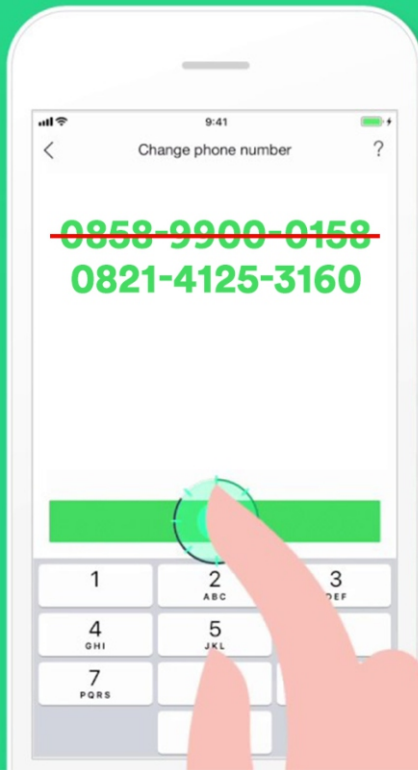 9:41
Change phone number ?
0858-9900-0158
0821-4125-3160
1 2 3
ABC DEF
4 5
GHI JKL
7
PQRS